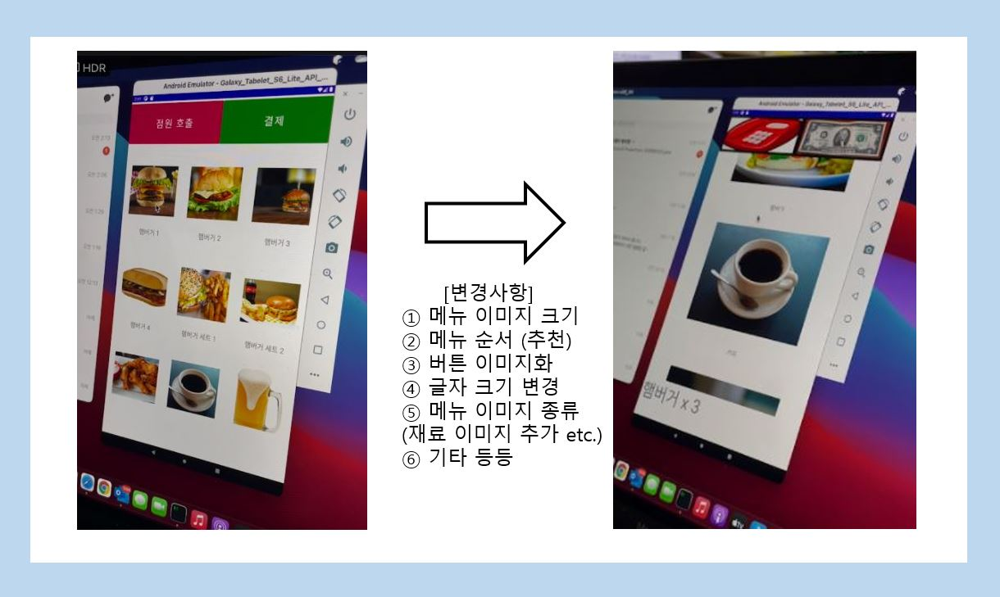 HDR
Android Emulator - Galaxy_Tabelet_S6_Lite_API_...
점원 호출
결제
햄버거 1
햄버거 2
햄버거 3
햄버거 4
햄버거 세트 1
햄버거 세트 2
[변경사항]
① 메뉴 이미지 크기
② 메뉴 순서 (추천)
③ 버튼 이미지화
④ 글자 크기 변경
⑤ 메뉴 이미지 종류
(재료 이미지 추가 etc.)
⑥ 기타 등등
Android Emulator - Galaxy_Tabelet_S6_Lite_API_...
커피
햄버거 x 3